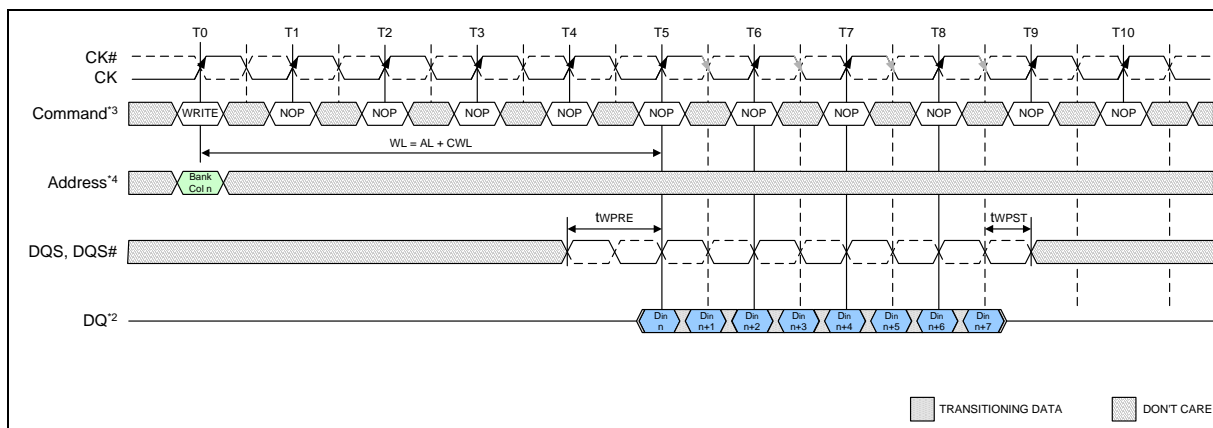 T0 T1 T2 T3 T4 T5 T6 T7 T8 T9 T10
CK#
CK
Command*3
WRITE NOP NOP NOP NOP NOP NOP NOP NOP NOP NOP
WL = AL + CWL
Address*4
Bank
Col n
tWPRE tWPST
DQS, DQS#
DQ*2
Din n Din n+1 Din n+2 Din n+3 Din n+4 Din n+5 Din n+6 Din n+7
TRANSITIONING DATA DON'T CARE